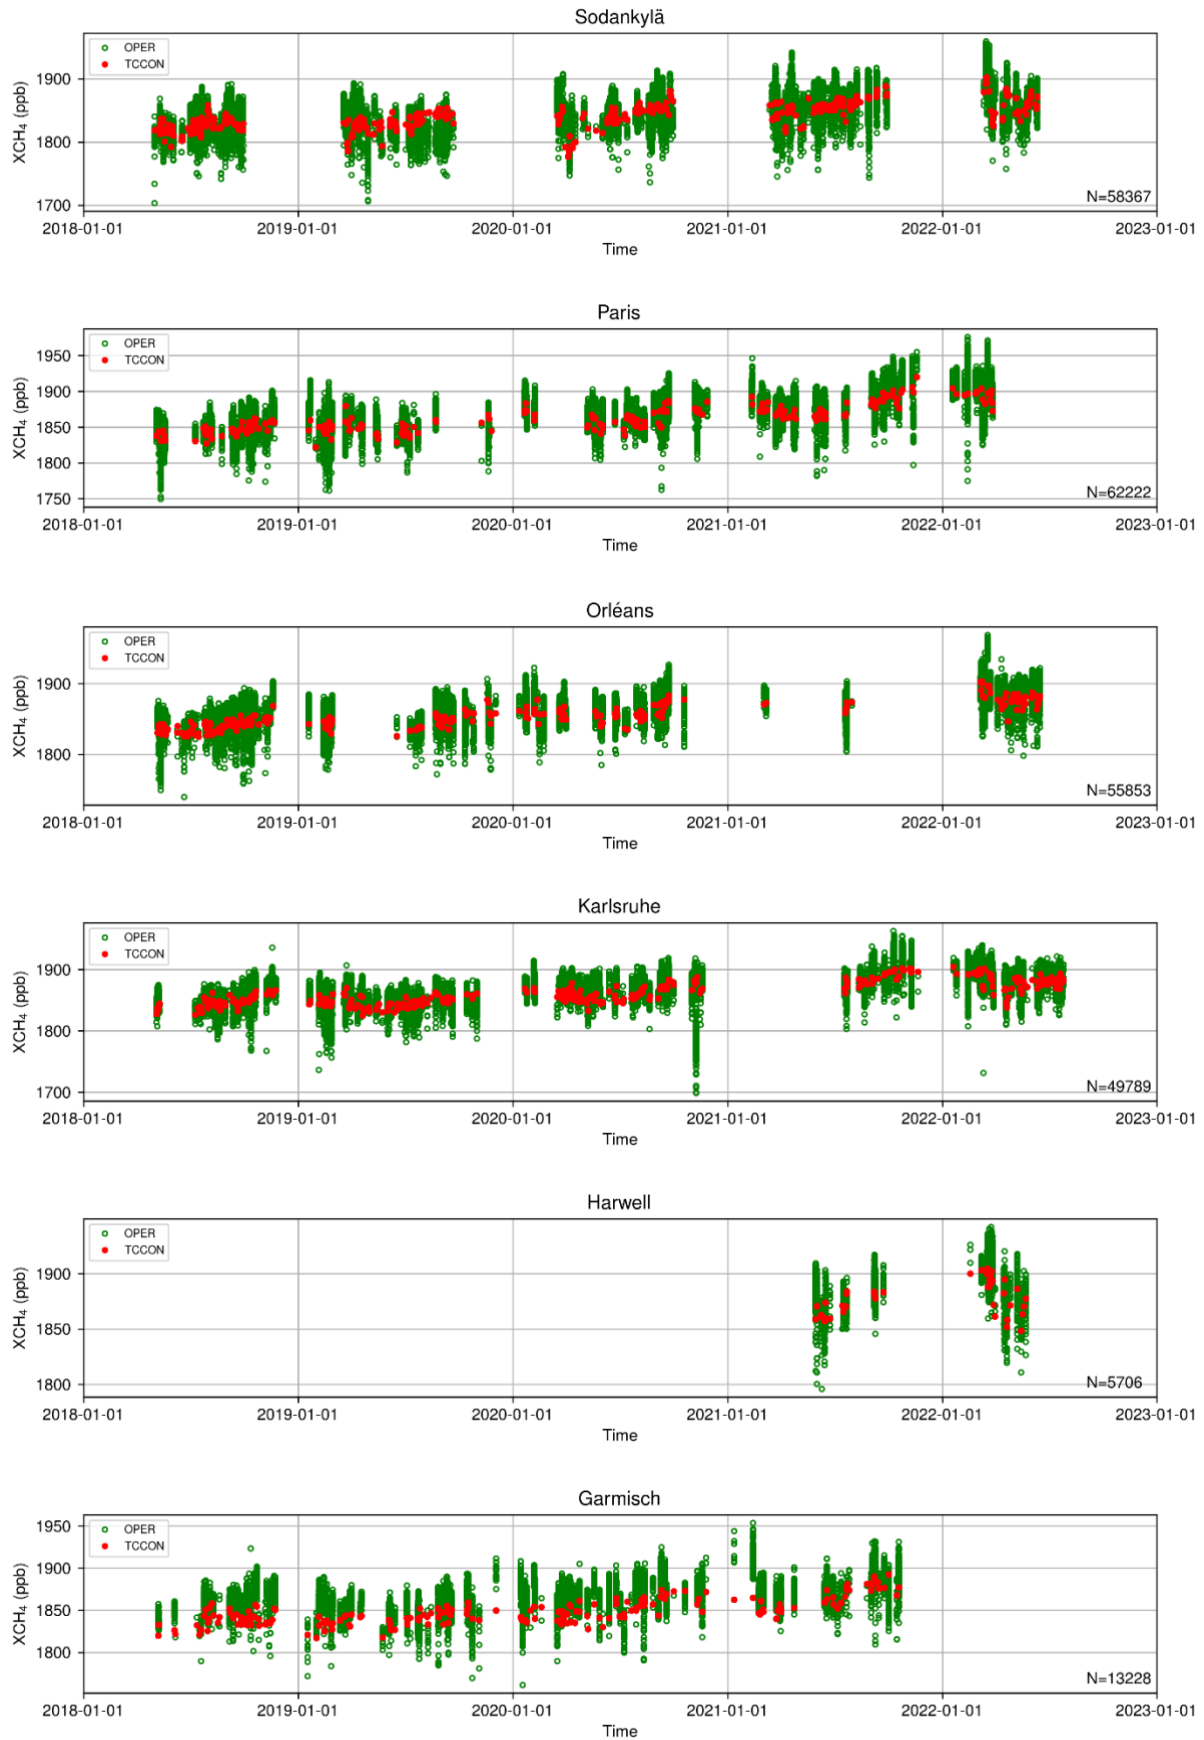 Sodankylä
OPER
TCCON
XCH₄ (ppb)
1900
1800
1700
N=58367
2018-01-01 2019-01-01 2020-01-01 2021-01-01 2022-01-01 2023-01-01
Time
Paris
OPER
TCCON
XCH₄ (ppb)
1950
1900
1850
1800
1750
N=62222
2018-01-01 2019-01-01 2020-01-01 2021-01-01 2022-01-01 2023-01-01
Time
Orléans
OPER
TCCON
XCH₄ (ppb)
1900
1800
N=55853
2018-01-01 2019-01-01 2020-01-01 2021-01-01 2022-01-01 2023-01-01
Time
Karlsruhe
OPER
TCCON
XCH₄ (ppb)
1900
1800
1700
N=49789
2018-01-01 2019-01-01 2020-01-01 2021-01-01 2022-01-01 2023-01-01
Time
Harwell
OPER
TCCON
XCH₄ (ppb)
1900
1850
1800
N=5706
2018-01-01 2019-01-01 2020-01-01 2021-01-01 2022-01-01 2023-01-01
Time
Garmisch
OPER
TCCON
XCH₄ (ppb)
1950
1900
1850
1800
N=13228
2018-01-01 2019-01-01 2020-01-01 2021-01-01 2022-01-01 2023-01-01
Time